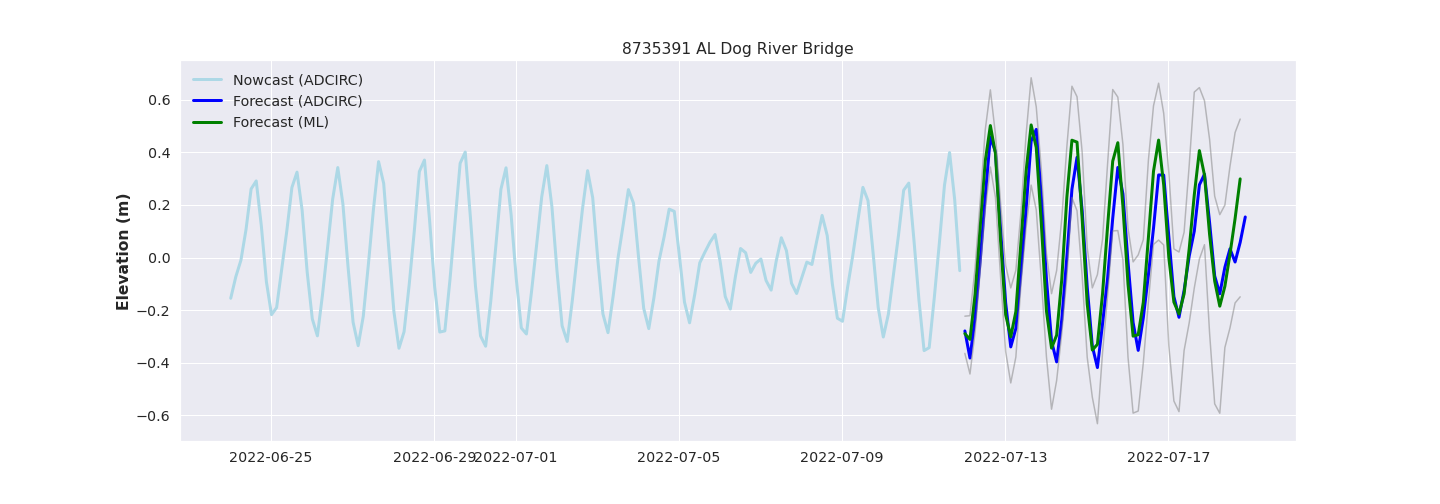 8735391 AL Dog River Bridge
Nowcast (ADCIRC)
Forecast (ADCIRC)
Forecast (ML)
Elevation (m)
0.6
0.4
0.2
0.0
−0.2
−0.4
−0.6
2022-06-25 2022-06-29 2022-07-01 2022-07-05 2022-07-09 2022-07-13 2022-07-17